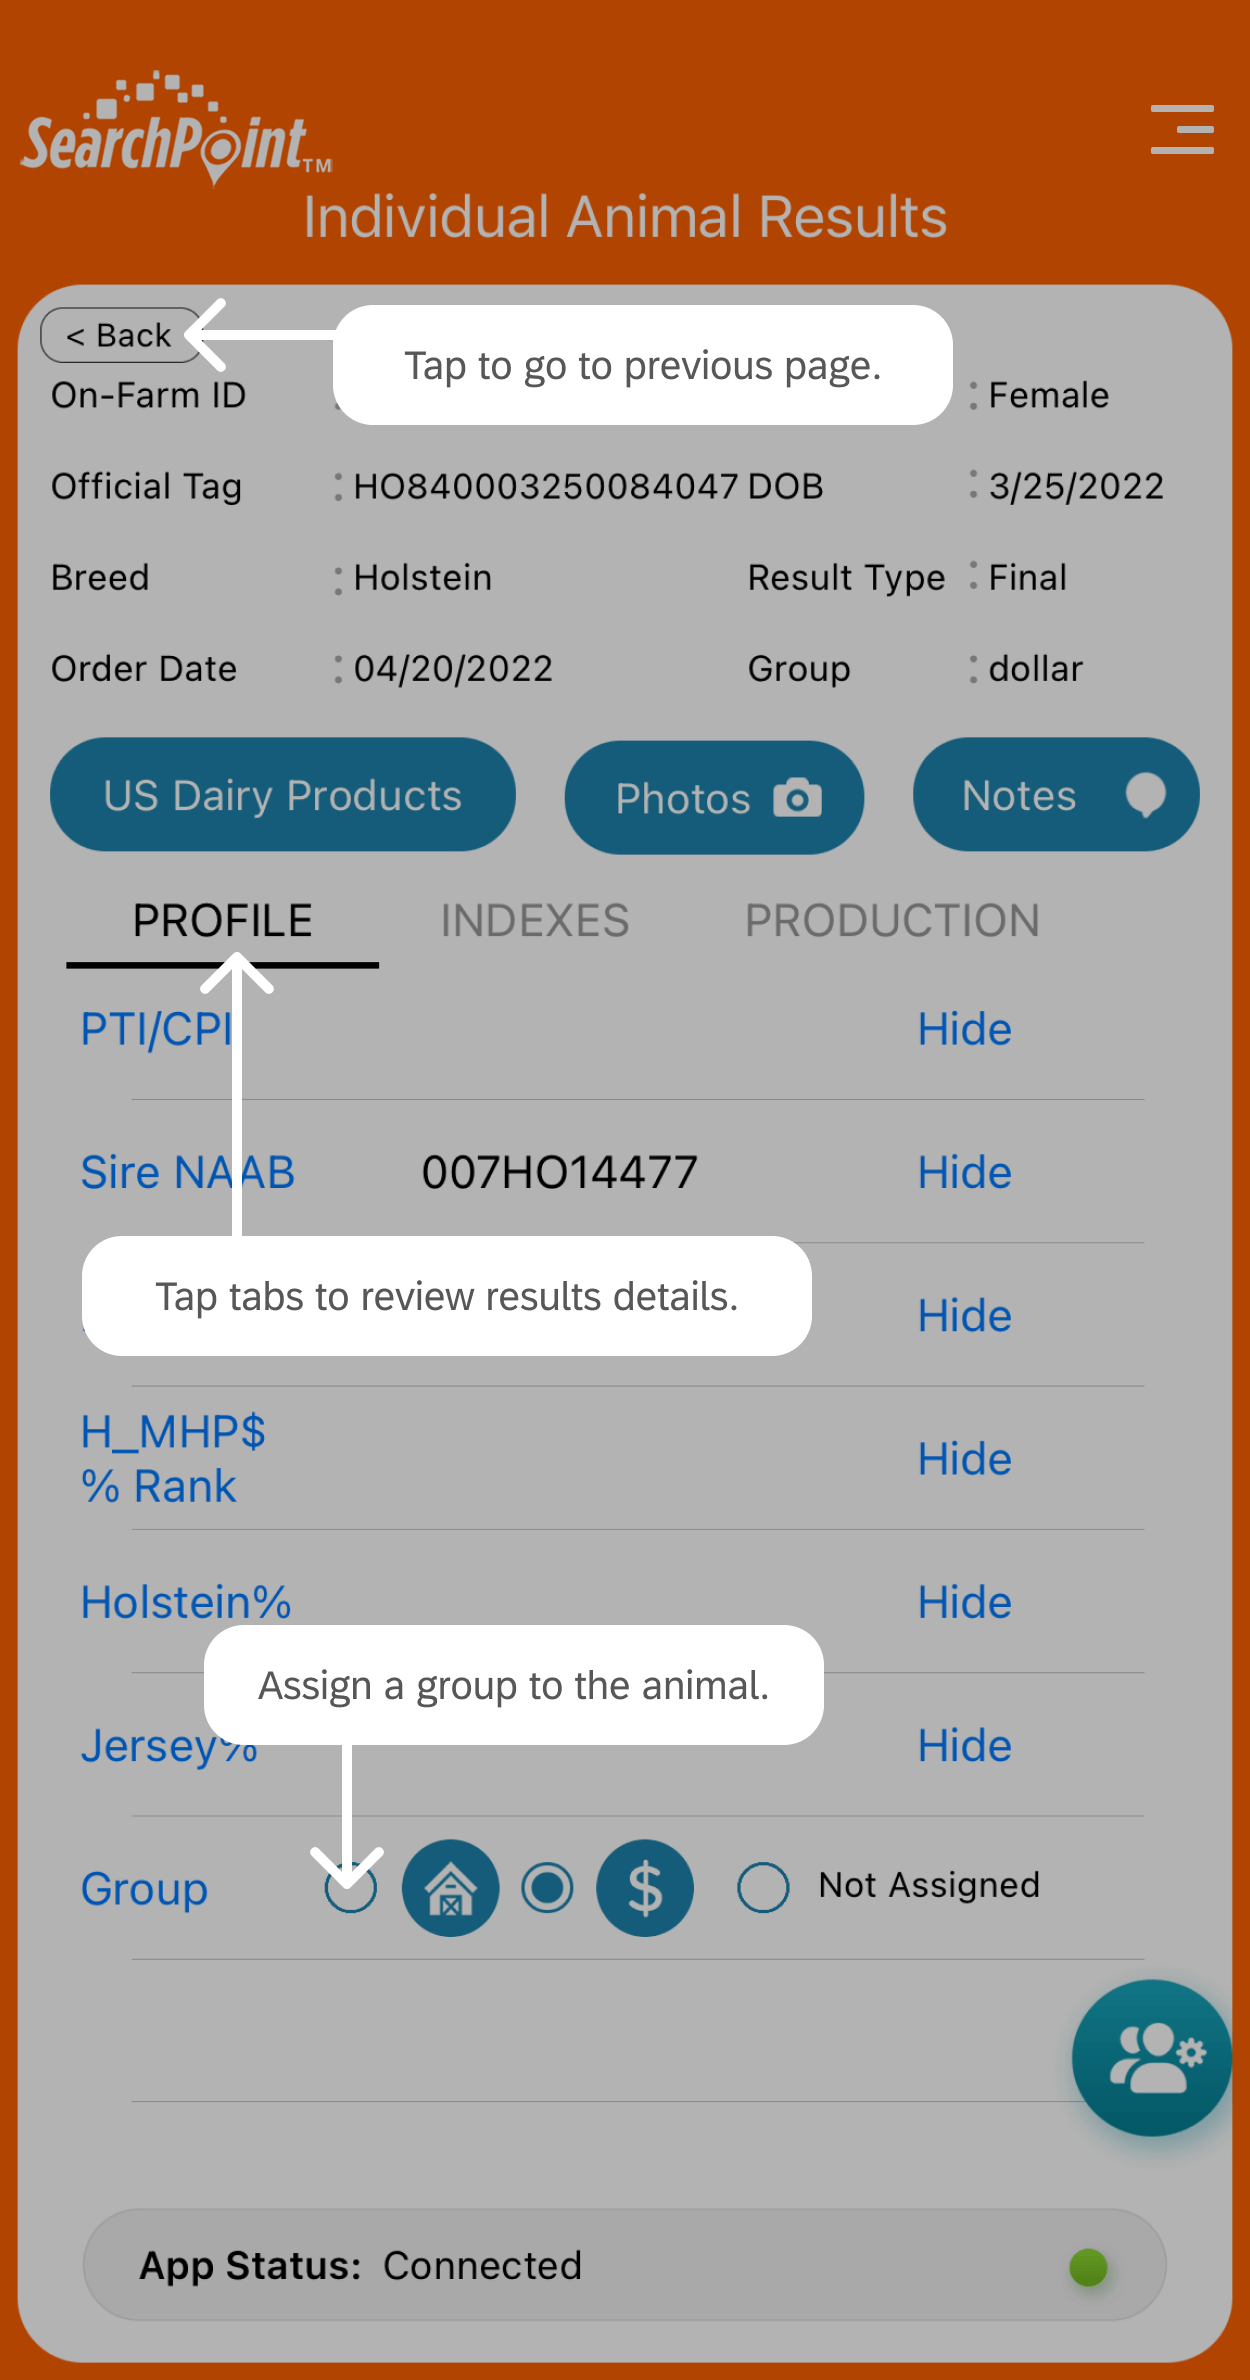 SearchPoint™
Individual Animal Results
< Back
Tap to go to previous page.
On-Farm ID : : Female
Official Tag : HO840003250084047 DOB : 3/25/2022
Breed : Holstein Result Type : Final
Order Date : 04/20/2022 Group : dollar
US Dairy Products Photos Notes
PROFILE INDEXES PRODUCTION
PTI/CPI Hide
Sire NAAB 007HO14477 Hide
Tap tabs to review results details.
Hide
H_MHP$
% Rank Hide
Holstein% Hide
Assign a group to the animal.
Jersey% Hide
Group $ Not Assigned
App Status: Connected